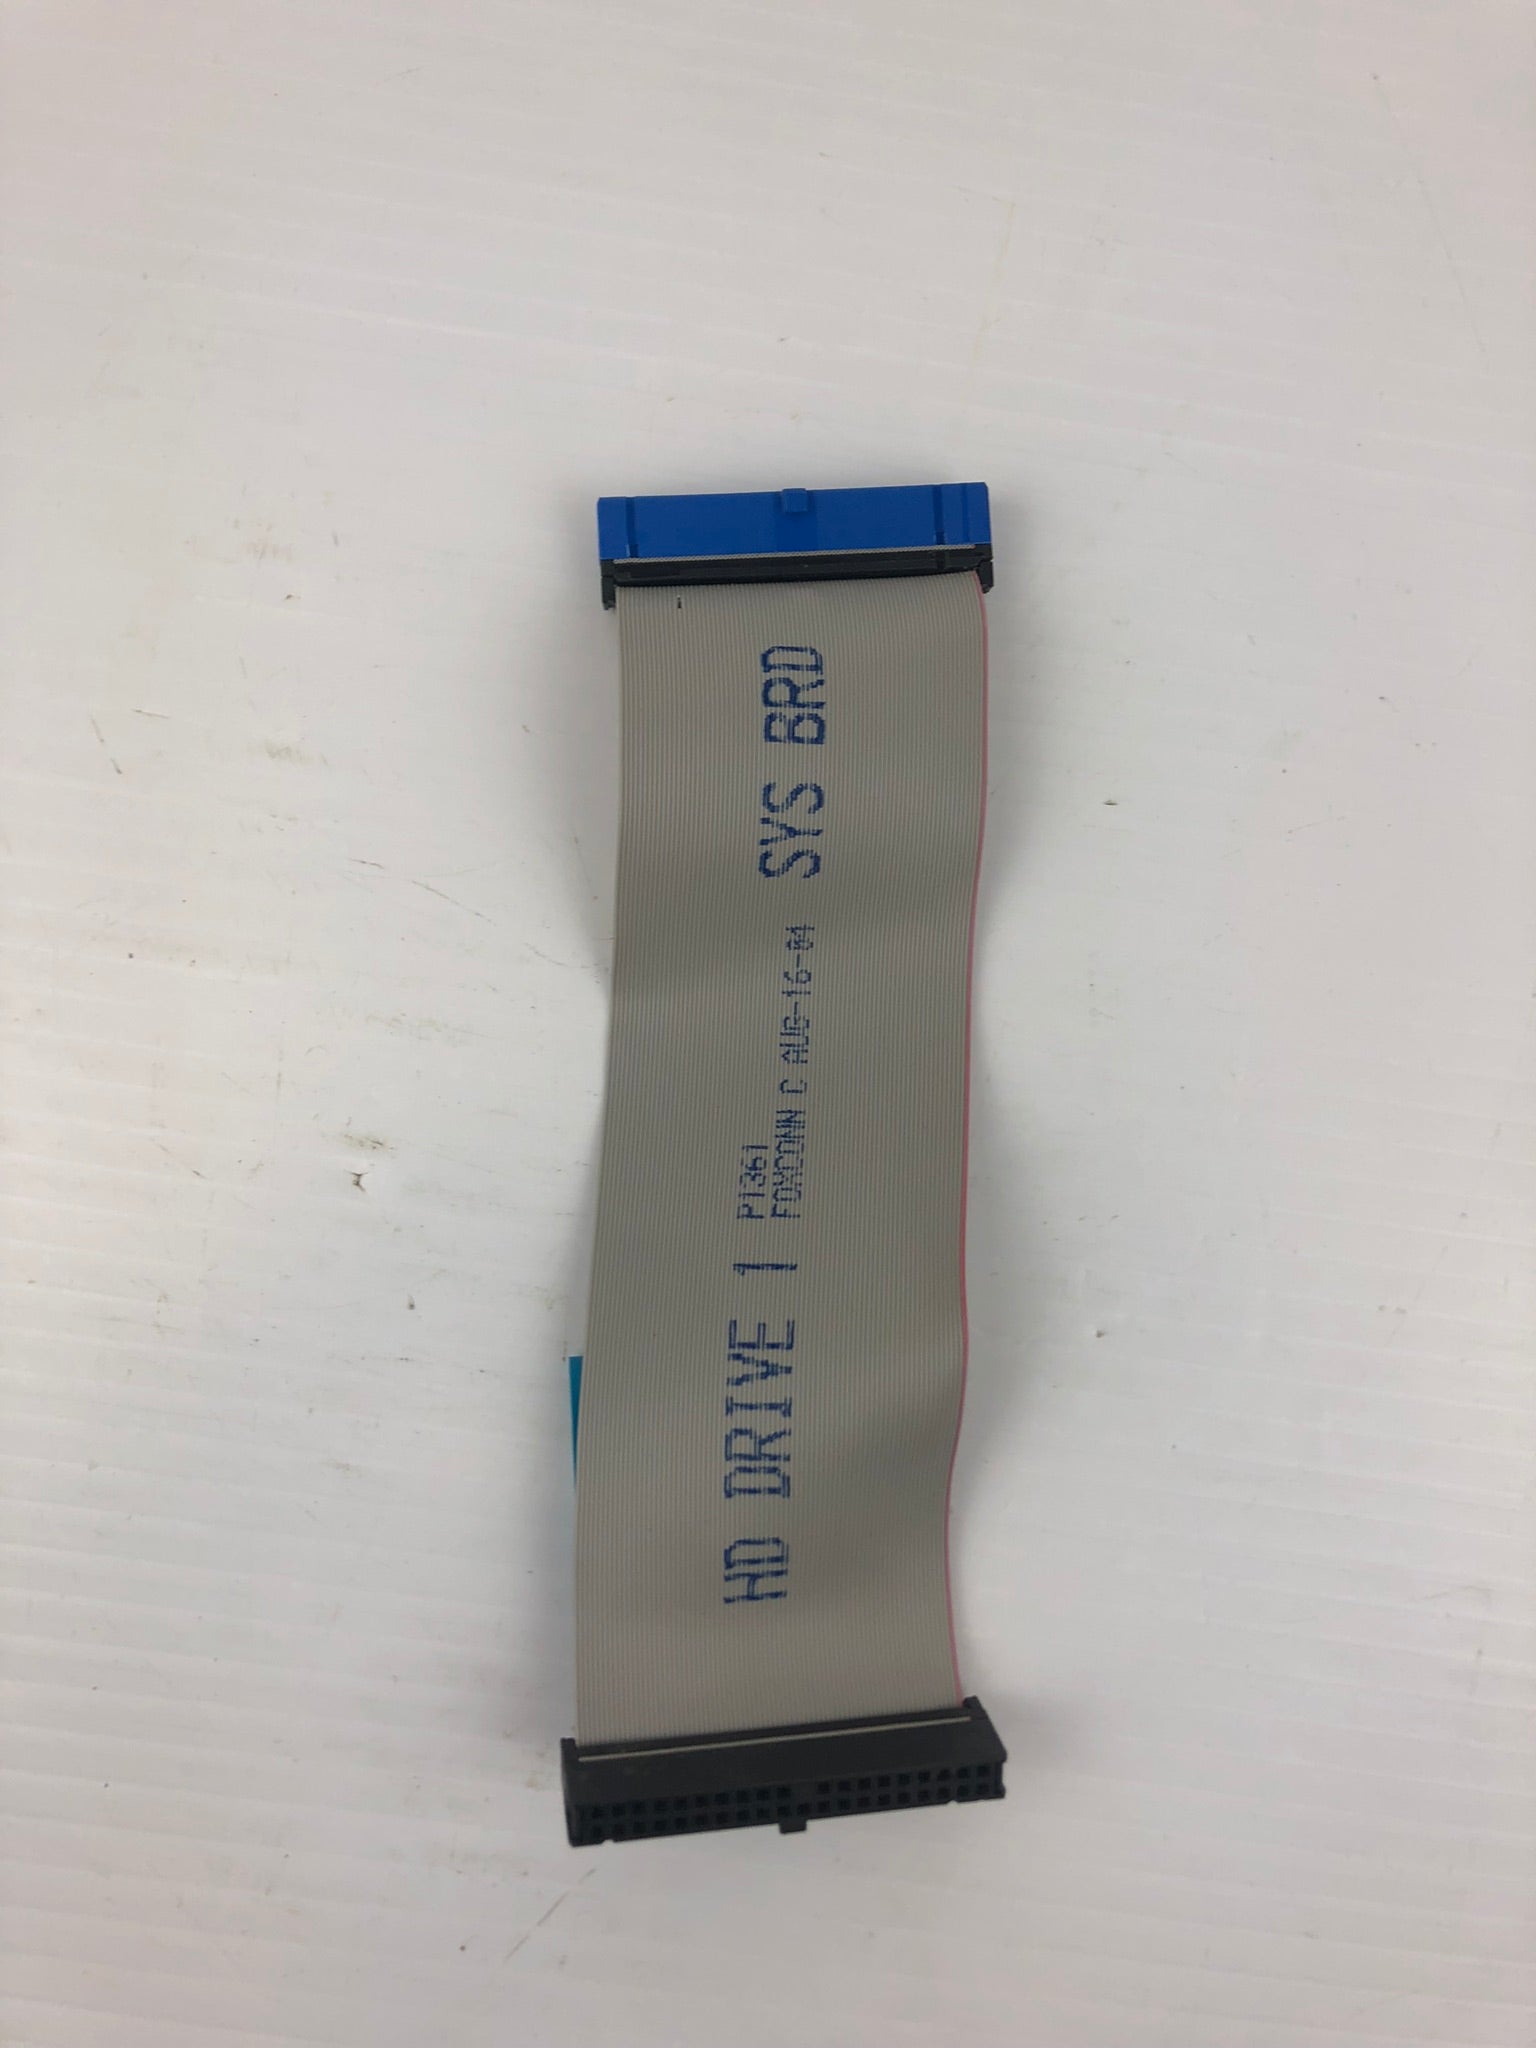 HD DRIVE 1
P1361
FOXCONN C AUG-16-04
SYS BRD